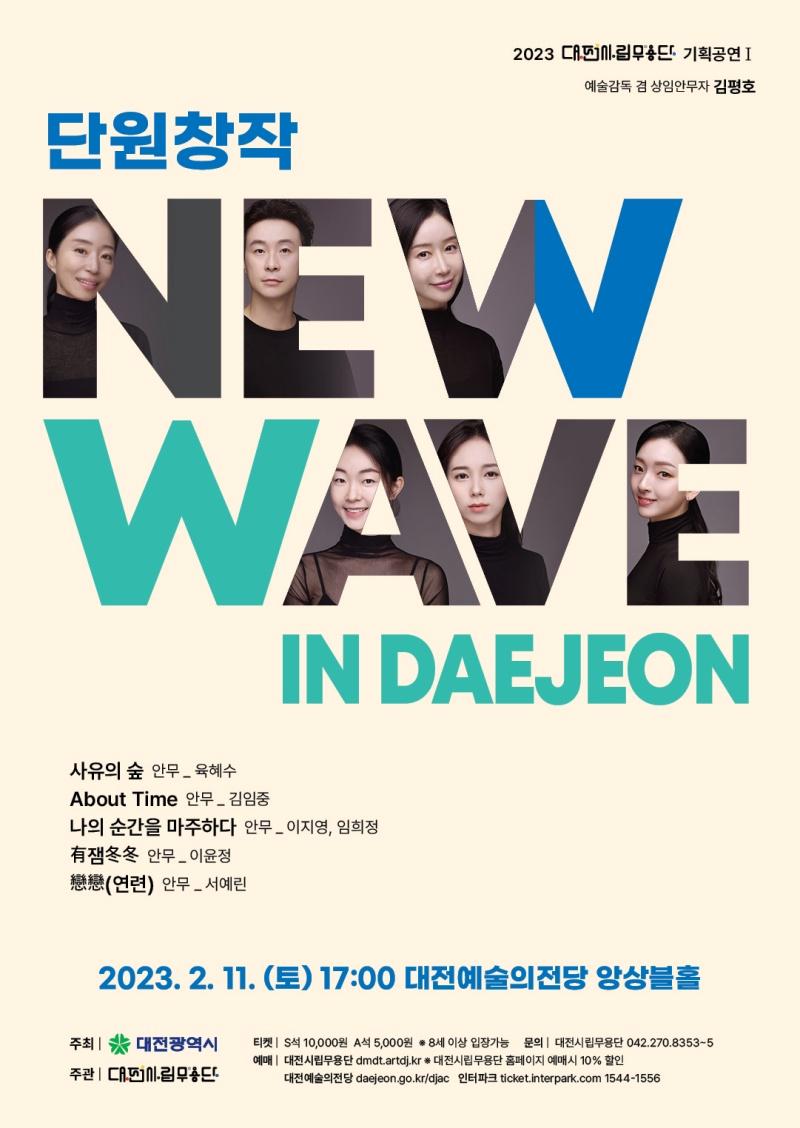 2023 대전시립무용단 기획공연 Ⅰ
예술감독 겸 상임안무자 김평호
단원창작
NEW
WAVE
IN DAEJEON
사유의 숲 안무 _ 육혜수
About Time 안무 _ 김임중
나의 순간을 마주하다 안무 _ 이지영, 임희정
有잼冬冬 안무 _ 이윤정
戀戀(연련) 안무 _ 서예린
2023. 2. 11. (토) 17:00 대전예술의전당 앙상블홀
주최 | 대전광역시
주관 | 대전시립무용단
티켓 | S석 10,000원 A석 5,000원 ※ 8세 이상 입장가능 문의 | 대전시립무용단 042.270.8353~5
예매 | 대전시립무용단 dmdt.artdj.kr ※ 대전시립무용단 홈페이지 예매시 10% 할인
대전예술의전당 daejeon.go.kr/djac 인터파크 ticket.interpark.com 1544-1556